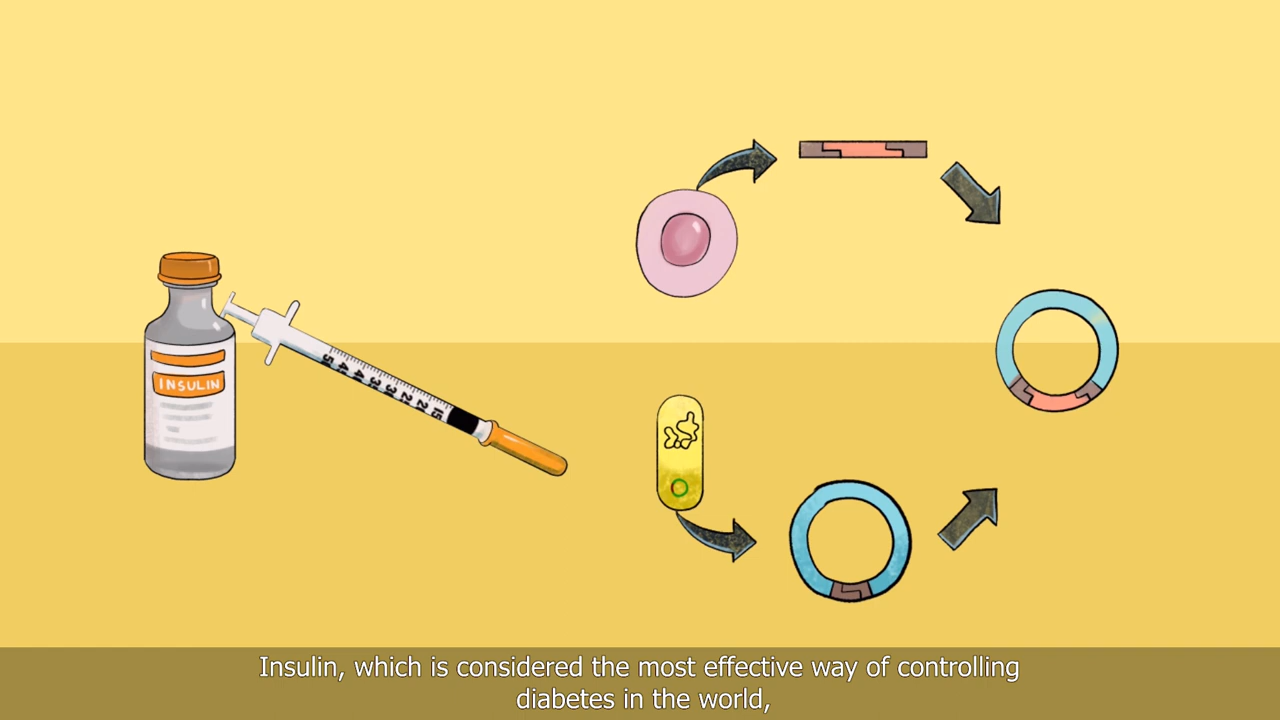 INSULIN
Insulin, which is considered the most effective way of controlling
diabetes in the world,